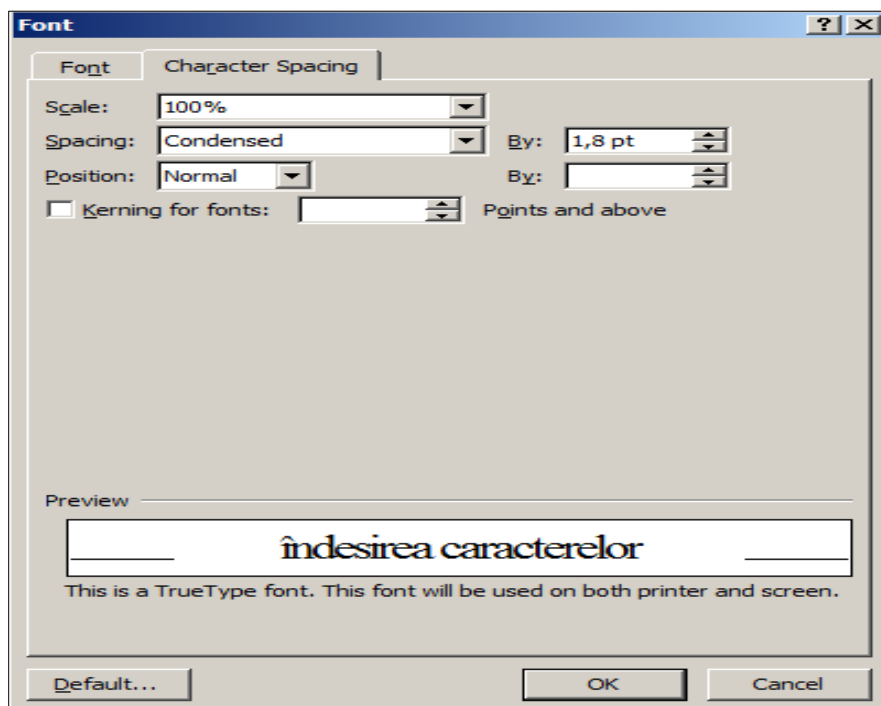 Font
Font Character Spacing
Scale: 100%
Spacing: Condensed By: 1,8 pt
Position: Normal By:
Kerning for fonts: Points and above
Preview
îndesirea caracterelor
This is a TrueType font. This font will be used on both printer and screen.
Default... OK Cancel